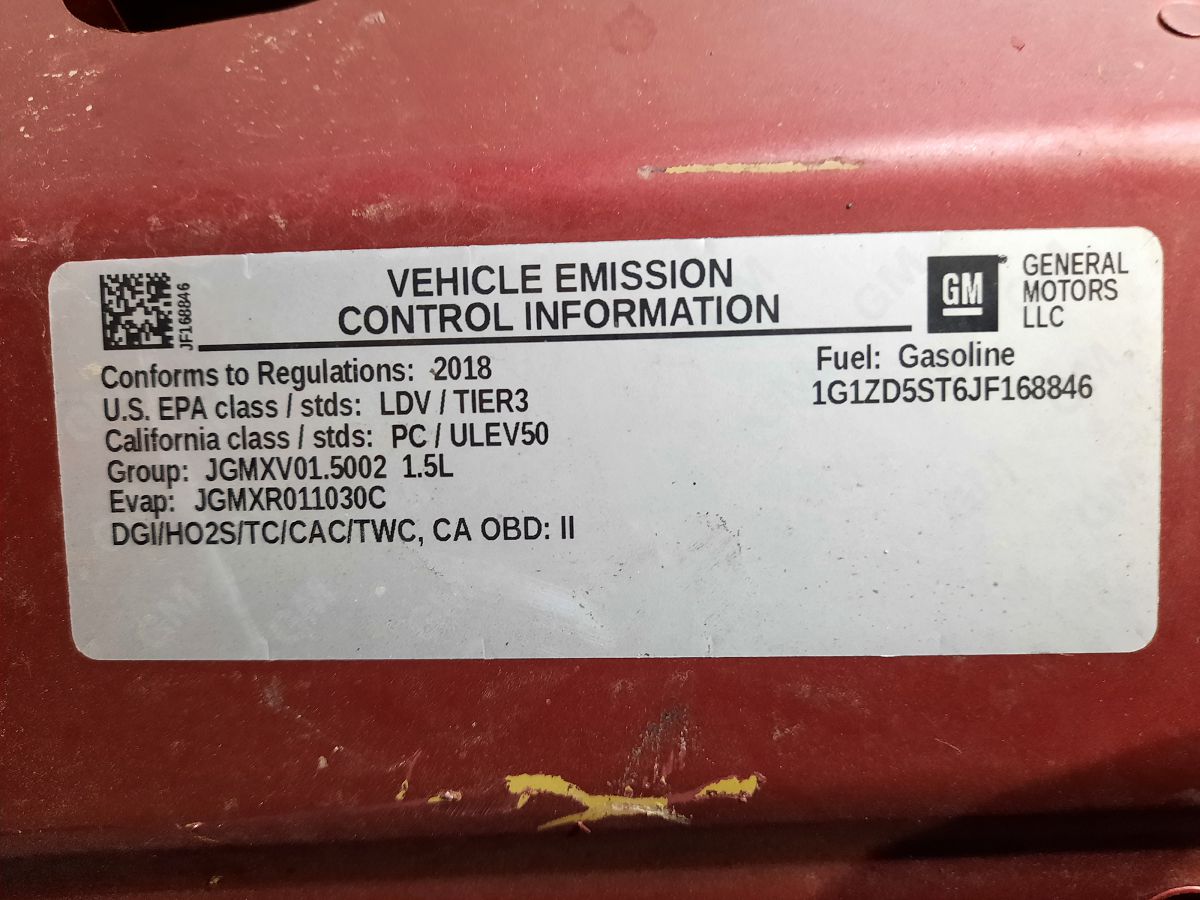 JF168846
VEHICLE EMISSION
CONTROL INFORMATION
GM
GENERAL
MOTORS
LLC
Conforms to Regulations: 2018
U.S. EPA class / stds: LDV / TIER3
California class / stds: PC / ULEV50
Group: JGMXV01.5002 1.5L
Evap: JGMXR011030C
DGI/HO2S/TC/CAC/TWC, CA OBD: II
Fuel: Gasoline
1G1ZD5ST6JF168846
GM
GM